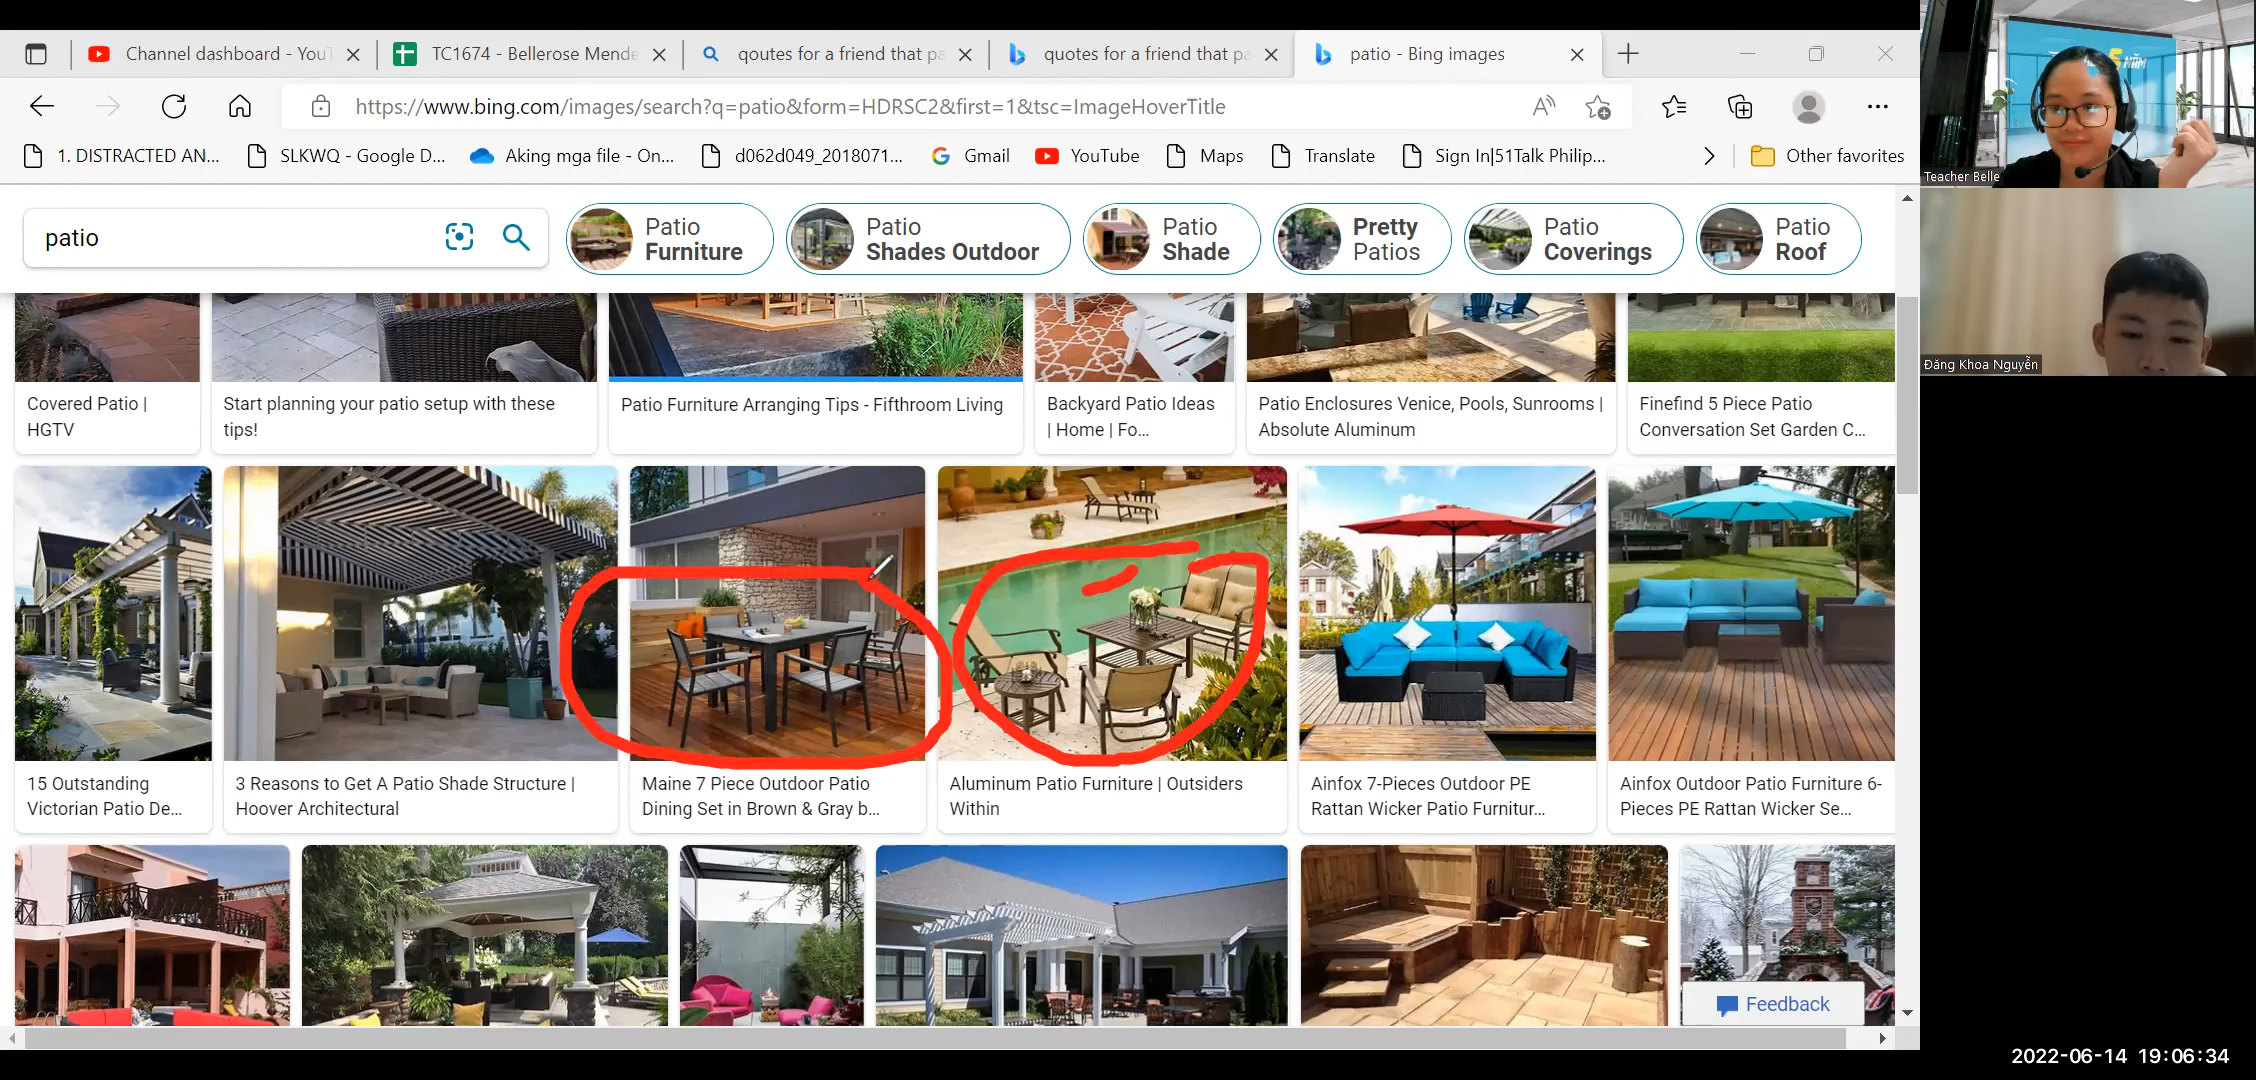 Channel dashboard - YouT
TC1674 - Bellerose Mende
qoutes for a friend that pa
quotes for a friend that pa
patio - Bing images
https://www.bing.com/images/search?q=patio&form=HDRSC2&first=1&tsc=ImageHoverTitle
1. DISTRACTED AN...
SLKWQ - Google D...
Aking mga file - On...
d062d049_2018071...
Gmail
YouTube
Maps
Translate
Sign In|51Talk Philip...
Other favorites
patio
Patio
Furniture
Patio
Shades Outdoor
Patio
Shade
Pretty
Patios
Patio
Coverings
Patio
Roof
Covered Patio |
HGTV
Start planning your patio setup with these
tips!
Patio Furniture Arranging Tips - Fifthroom Living
Backyard Patio Ideas
| Home | Fo...
Patio Enclosures Venice, Pools, Sunrooms |
Absolute Aluminum
Finefind 5 Piece Patio
Conversation Set Garden C...
15 Outstanding
Victorian Patio De...
3 Reasons to Get A Patio Shade Structure |
Hoover Architectural
Maine 7 Piece Outdoor Patio
Dining Set in Brown & Gray b...
Aluminum Patio Furniture | Outsiders
Within
Ainfox 7-Pieces Outdoor PE
Rattan Wicker Patio Furnitur...
Ainfox Outdoor Patio Furniture 6-
Pieces PE Rattan Wicker Se...
Feedback
5 NĂM
Teacher Belle
Đăng Khoa Nguyễn
2022-06-14 19:06:34